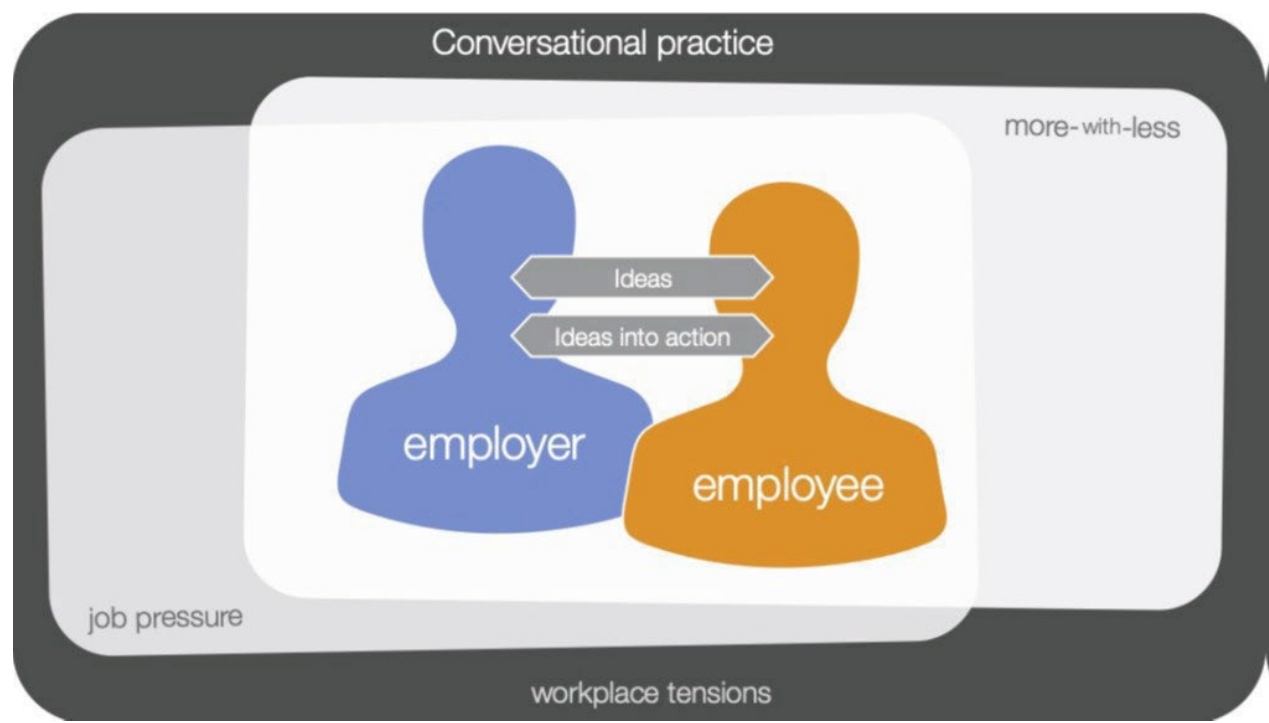 Conversational practice
more-with-less
Ideas
Ideas into action
employer
employee
job pressure
workplace tensions